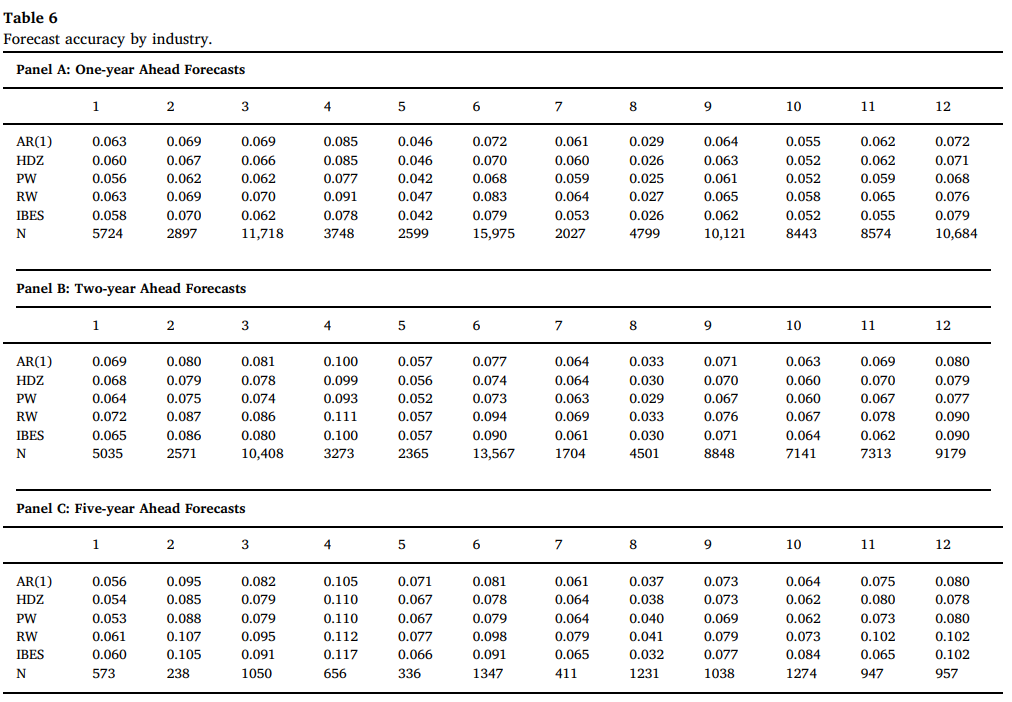 Table 6
Forecast accuracy by industry.
Panel A: One-year Ahead Forecasts
1 2 3 4 5 6 7 8 9 10 11 12
AR(1) 0.063 0.069 0.069 0.085 0.046 0.072 0.061 0.029 0.064 0.055 0.062 0.072
HDZ 0.060 0.067 0.066 0.085 0.046 0.070 0.060 0.026 0.063 0.052 0.062 0.071
PW 0.056 0.062 0.062 0.077 0.042 0.068 0.059 0.025 0.061 0.052 0.059 0.068
RW 0.063 0.069 0.070 0.091 0.047 0.083 0.064 0.027 0.065 0.058 0.065 0.076
IBES 0.058 0.070 0.062 0.078 0.042 0.079 0.053 0.026 0.062 0.052 0.055 0.079
N 5724 2897 11,718 3748 2599 15,975 2027 4799 10,121 8443 8574 10,684
Panel B: Two-year Ahead Forecasts
1 2 3 4 5 6 7 8 9 10 11 12
AR(1) 0.069 0.080 0.081 0.100 0.057 0.077 0.064 0.033 0.071 0.063 0.069 0.080
HDZ 0.068 0.079 0.078 0.099 0.056 0.074 0.064 0.030 0.070 0.060 0.070 0.079
PW 0.064 0.075 0.074 0.093 0.052 0.073 0.063 0.029 0.067 0.060 0.067 0.077
RW 0.072 0.087 0.086 0.111 0.057 0.094 0.069 0.033 0.076 0.067 0.078 0.090
IBES 0.065 0.086 0.080 0.100 0.057 0.090 0.061 0.030 0.071 0.064 0.062 0.090
N 5035 2571 10,408 3273 2365 13,567 1704 4501 8848 7141 7313 9179
Panel C: Five-year Ahead Forecasts
1 2 3 4 5 6 7 8 9 10 11 12
AR(1) 0.056 0.095 0.082 0.105 0.071 0.081 0.061 0.037 0.073 0.064 0.075 0.080
HDZ 0.054 0.085 0.079 0.110 0.067 0.078 0.064 0.038 0.073 0.062 0.080 0.078
PW 0.053 0.088 0.079 0.110 0.067 0.079 0.064 0.040 0.069 0.062 0.073 0.080
RW 0.061 0.107 0.095 0.112 0.077 0.098 0.079 0.041 0.079 0.073 0.102 0.102
IBES 0.060 0.105 0.091 0.117 0.066 0.091 0.065 0.032 0.077 0.084 0.065 0.102
N 573 238 1050 656 336 1347 411 1231 1038 1274 947 957